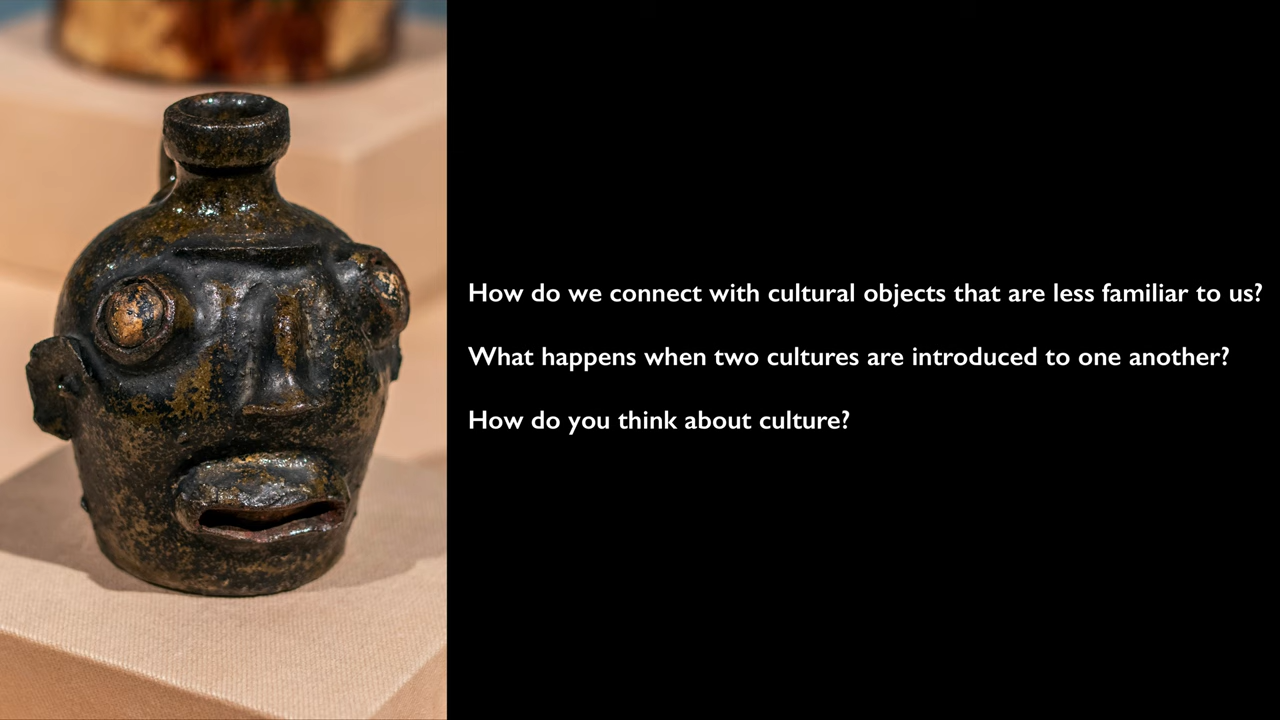 How do we connect with cultural objects that are less familiar to us?
What happens when two cultures are introduced to one another?
How do you think about culture?